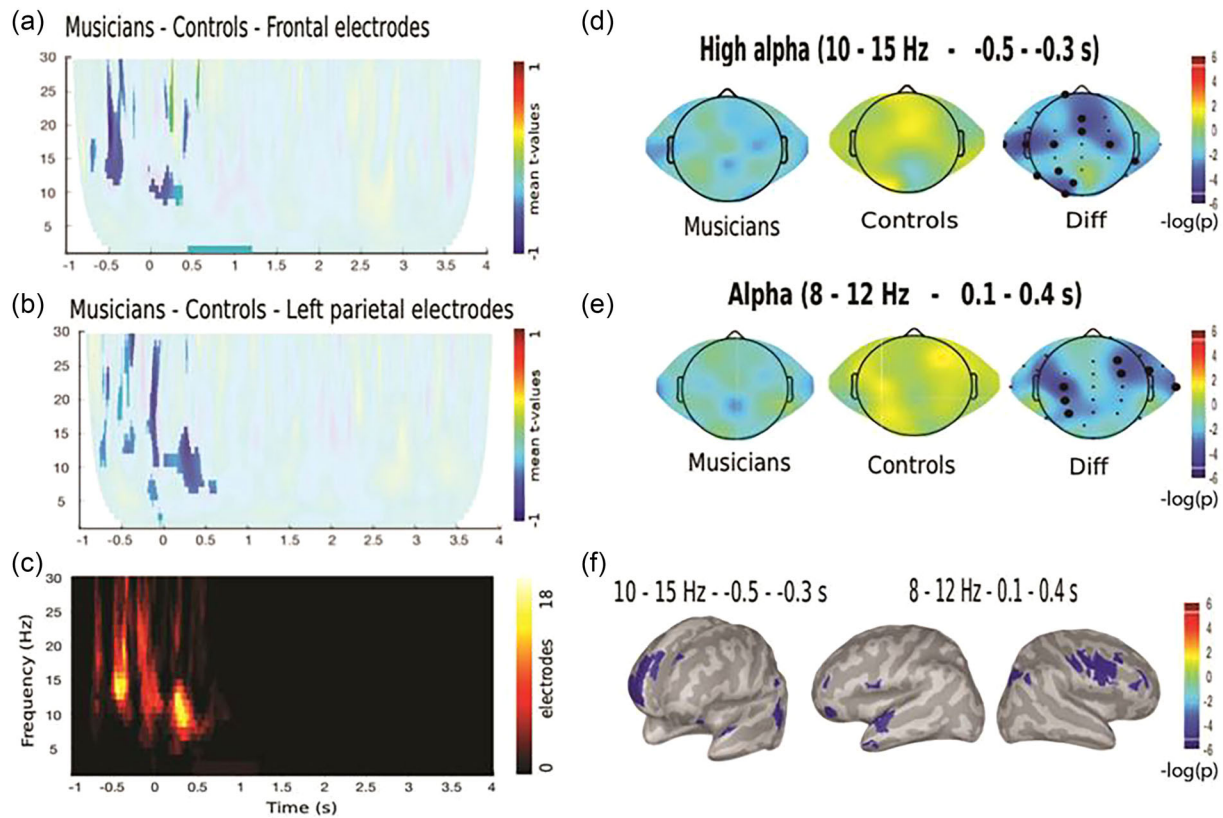 (a)
Musicians - Controls - Frontal electrodes
30
25
20
15
10
5
-1 -0.5 0 0.5 1 1.5 2 2.5 3 3.5 4
1
mean t-values
-1
(b)
Musicians - Controls - Left parietal electrodes
30
25
20
15
10
5
-1 -0.5 0 0.5 1 1.5 2 2.5 3 3.5 4
1
mean t-values
-1
(c)
30
25
20
15
10
5
Frequency (Hz)
-1 -0.5 0 0.5 1 1.5 2 2.5 3 3.5 4
Time (s)
18
electrodes
0
(d)
High alpha (10 - 15 Hz - -0.5 - -0.3 s)
Musicians Controls Diff
6
4
2
0
-2
-4
-6
-log(p)
(e)
Alpha (8 - 12 Hz - 0.1 - 0.4 s)
Musicians Controls Diff
6
4
2
0
-2
-4
-6
-log(p)
(f)
10 - 15 Hz - -0.5 - -0.3 s 8 - 12 Hz - 0.1 - 0.4 s
6
4
2
0
-2
-4
-6
-log(p)